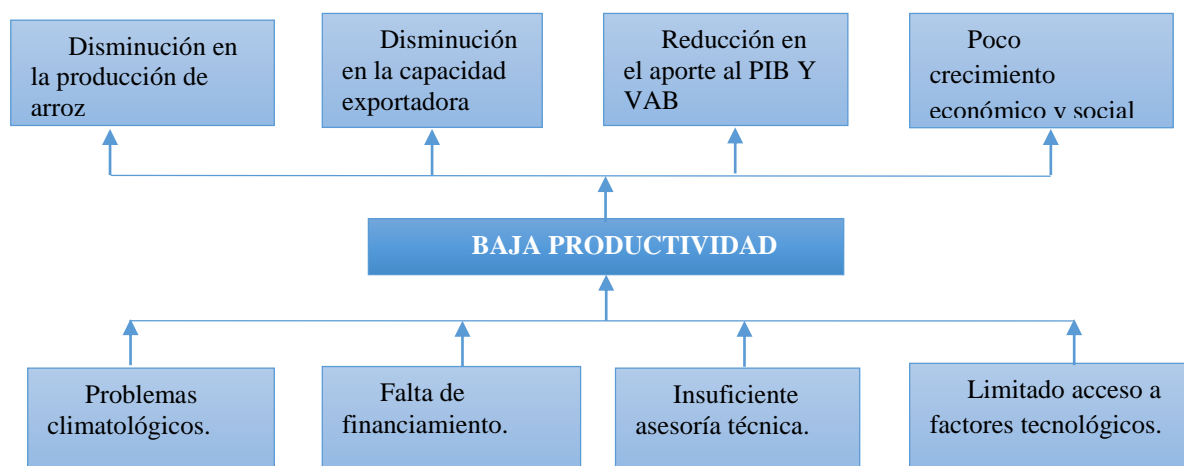 Disminución en
la producción de
arroz
Disminución
en la capacidad
exportadora
Reducción en
el aporte al PIB Y
VAB
Poco
crecimiento
económico y social
BAJA PRODUCTIVIDAD
Problemas
climatológicos.
Falta de
financiamiento.
Insuficiente
asesoría técnica.
Limitado acceso a
factores tecnológicos.